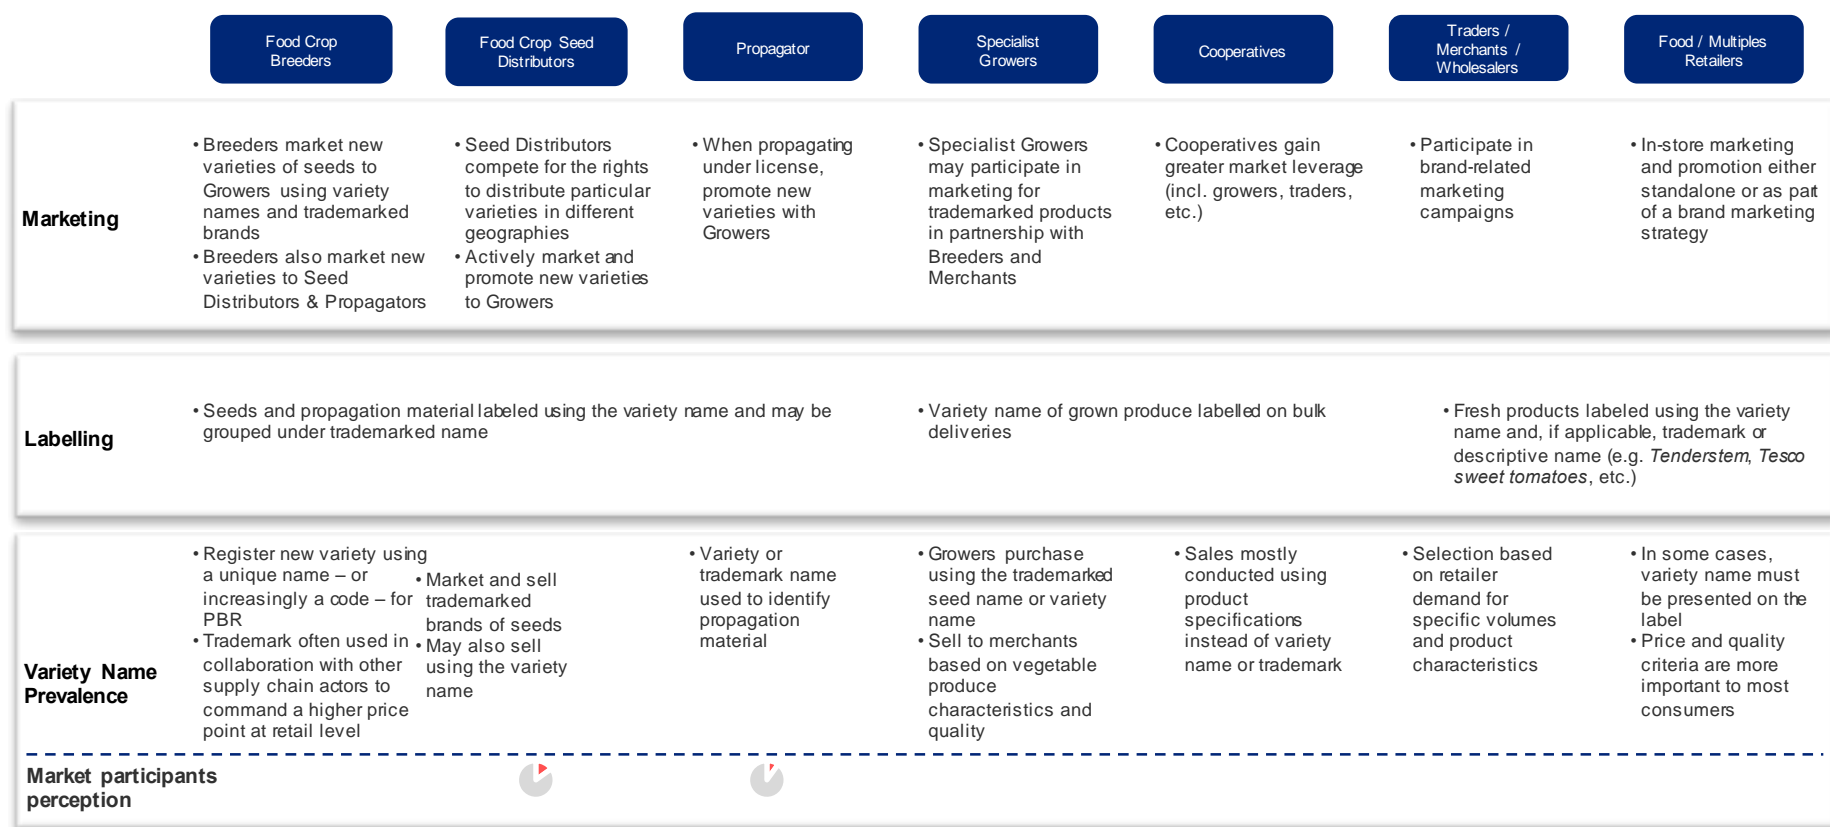 Food Crop
Breeders
Food Crop Seed
Distributors
Propagator
Specialist
Growers
Cooperatives
Traders /
Merchants /
Wholesalers
Food / Multiples
Retailers
Marketing
• Breeders market new
varieties of seeds to
Growers using variety
names and trademarked
brands
• Breeders also market new
varieties to Seed
Distributors & Propagators
• Seed Distributors
compete for the rights
to distribute particular
varieties in different
geographies
• Actively market and
promote new varieties
to Growers
• When propagating
under license,
promote new
varieties with
Growers
• Specialist Growers
may participate in
marketing for
trademarked products
in partnership with
Breeders and
Merchants
• Cooperatives gain
greater market leverage
(incl. growers, traders,
etc.)
• Participate in
brand-related
marketing
campaigns
• In-store marketing
and promotion either
standalone or as part
of a brand marketing
strategy
Labelling
• Seeds and propagation material labeled using the variety name and may be
grouped under trademarked name
• Variety name of grown produce labelled on bulk
deliveries
• Fresh products labeled using the variety
name and, if applicable, trademark or
descriptive name (e.g. Tenderstem, Tesco
sweet tomatoes, etc.)
Variety Name
Prevalence
• Register new variety using
a unique name – or
increasingly a code – for
PBR
• Trademark often used in
collaboration with other
supply chain actors to
command a higher price
point at retail level
• Market and sell
trademarked
brands of seeds
• May also sell
using the variety
name
• Variety or
trademark name
used to identify
propagation
material
• Growers purchase
using the trademarked
seed name or variety
name
• Sell to merchants
based on vegetable
produce
characteristics and
quality
• Sales mostly
conducted using
product
specifications
instead of variety
name or trademark
• Selection based
on retailer
demand for
specific volumes
and product
characteristics
• In some cases,
variety name must
be presented on the
label
• Price and quality
criteria are more
important to most
consumers
Market participants
perception